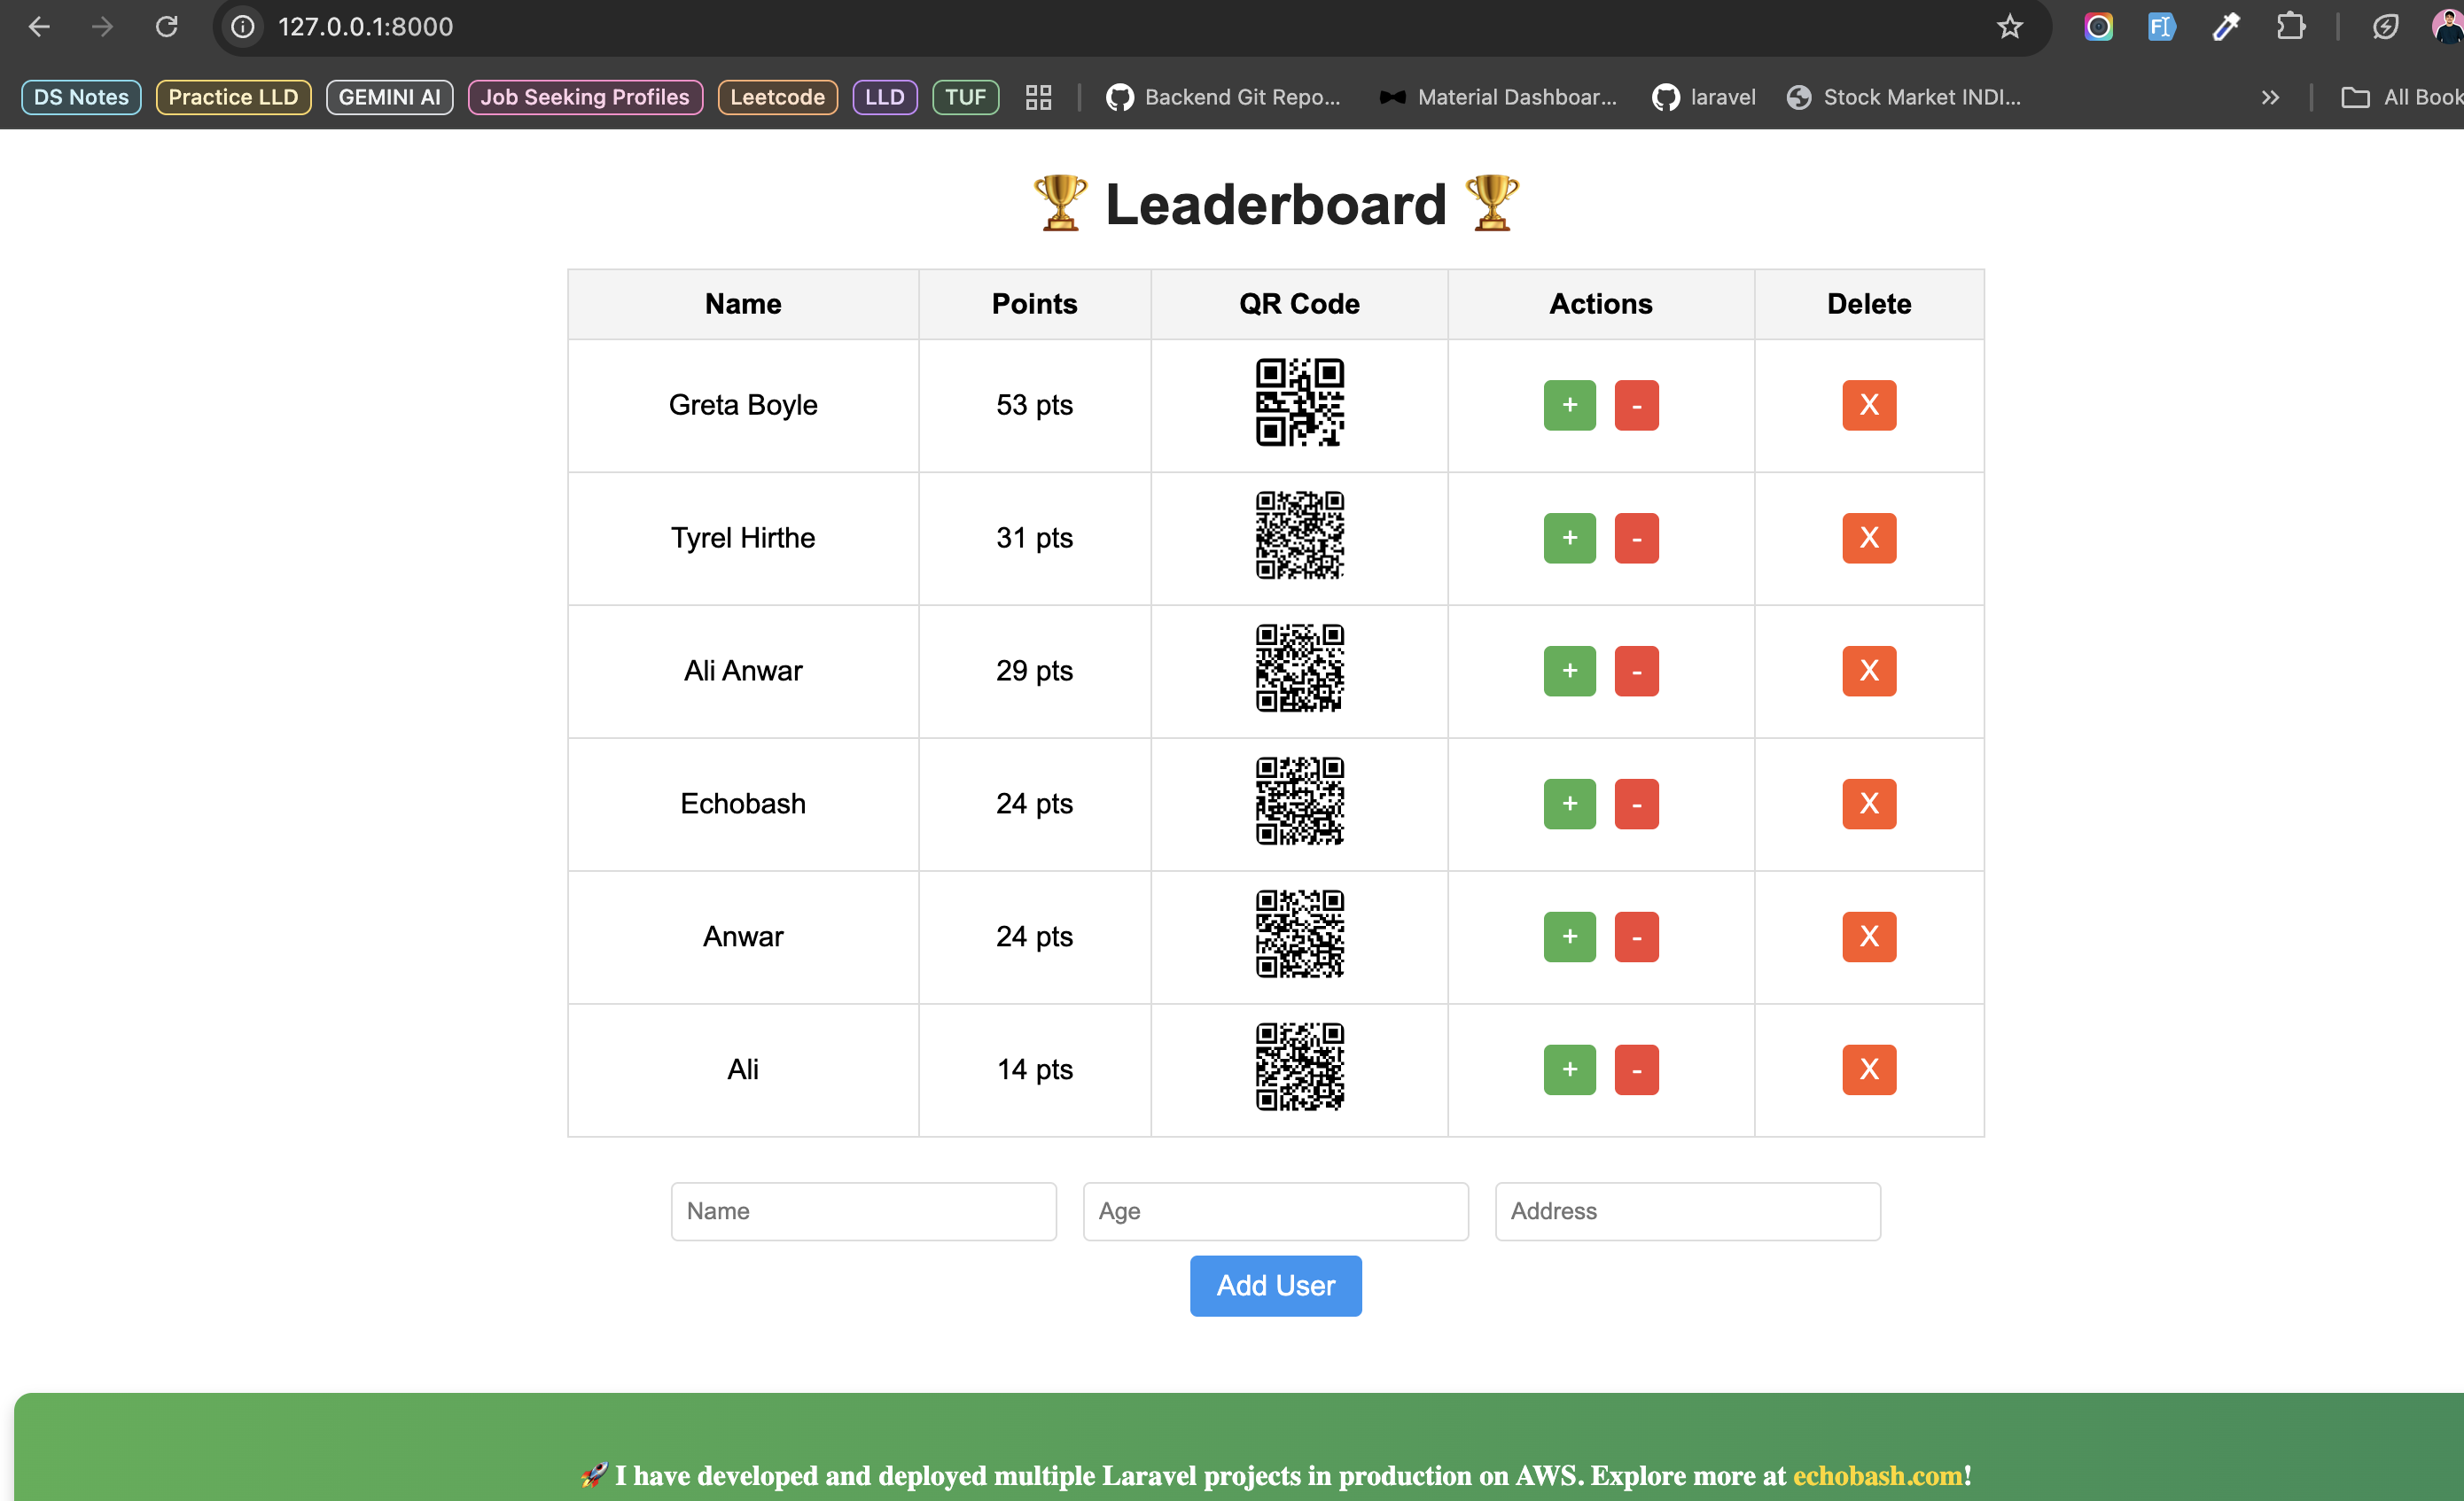 127.0.0.1:8000
DS Notes Practice LLD GEMINI AI Job Seeking Profiles Leetcode LLD TUF Backend Git Repo... Material Dashboar... laravel Stock Market INDI... All Book
🏆 Leaderboard 🏆
Name Points QR Code Actions Delete
Greta Boyle 53 pts + - X
Tyrel Hirthe 31 pts + - X
Ali Anwar 29 pts + - X
Echobash 24 pts + - X
Anwar 24 pts + - X
Ali 14 pts + - X
Name Age Address
Add User
🚀 I have developed and deployed multiple Laravel projects in production on AWS. Explore more at echobash.com!